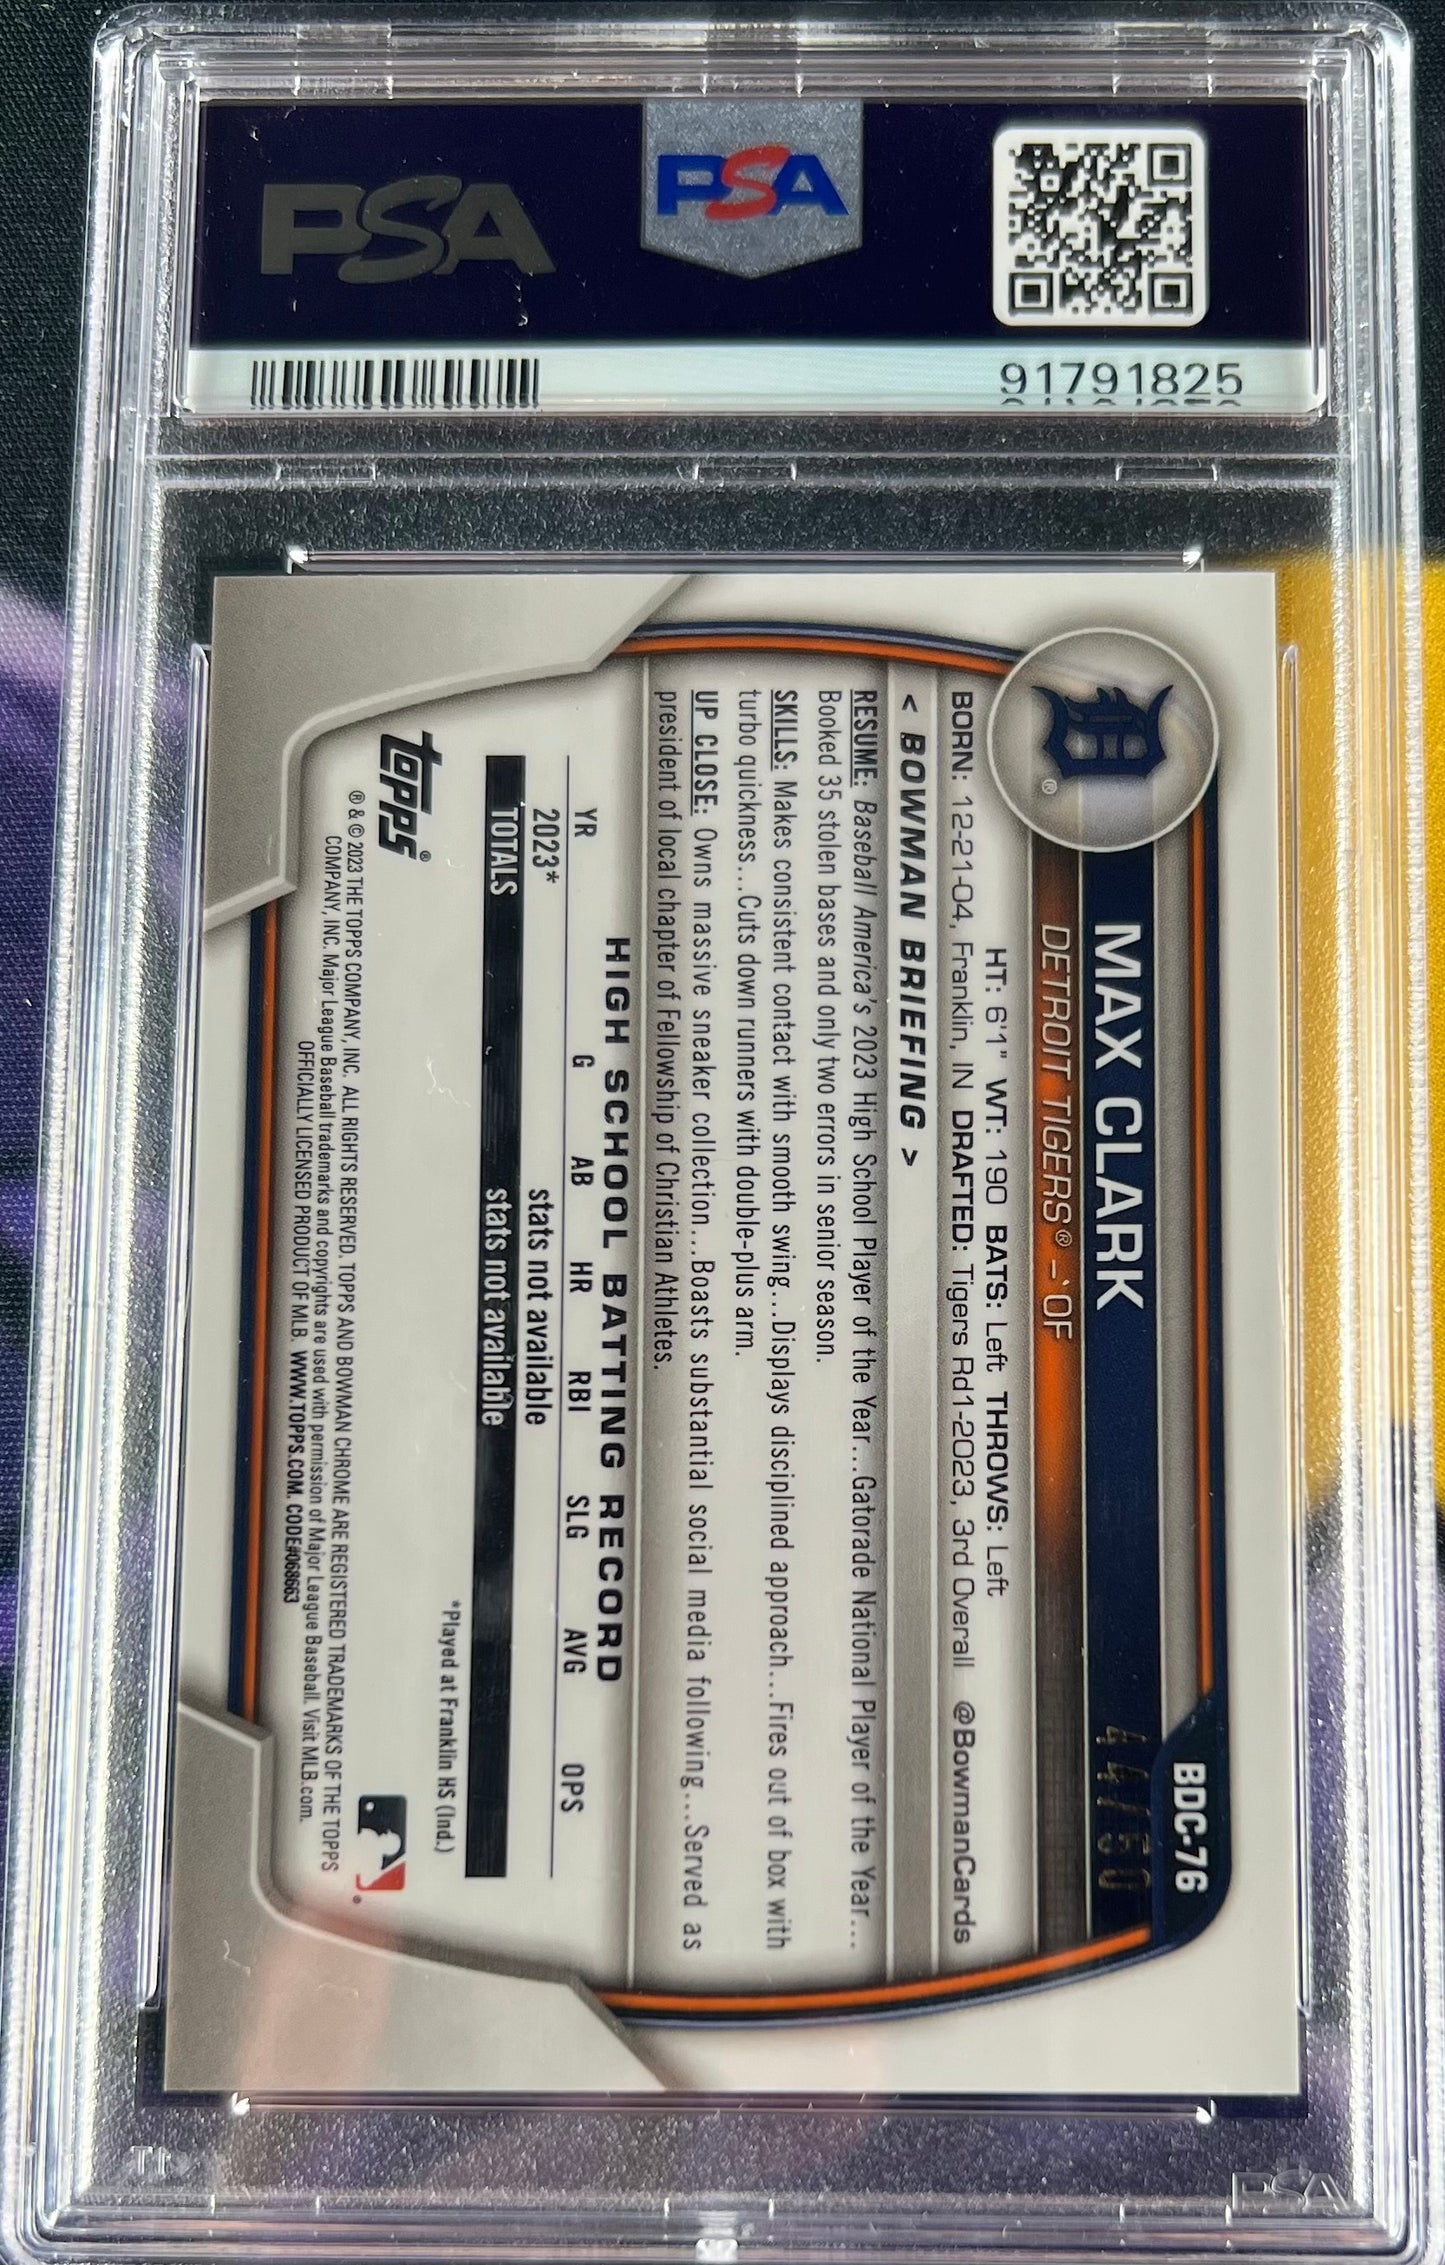 PSA
PSA
91791825
BDC-76
44/50
MAX CLARK
DETROIT TIGERS® – OF
HT: 6'1" WT: 190 BATS: Left THROWS: Left
BORN: 12-21-04, Franklin, IN DRAFTED: Tigers Rd1-2023, 3rd Overall @BowmanCards
< BOWMAN BRIEFING >
RESUME: Baseball America's 2023 High School Player of the Year...Gatorade National Player of the Year...
Booked 35 stolen bases and only two errors in senior season.
SKILLS: Makes consistent contact with smooth swing...Displays disciplined approach...Fires out of box with
turbo quickness...Cuts down runners with double-plus arm.
UP CLOSE: Owns massive sneaker collection...Boasts substantial social media following...Served as
president of local chapter of Fellowship of Christian Athletes.
HIGH SCHOOL BATTING RECORD
YR G AB HR RBI SLG AVG OPS
2023* stats not available
TOTALS stats not available
*Played at Franklin HS (Ind.)
topps®
® & © 2023 THE TOPPS COMPANY, INC. ALL RIGHTS RESERVED. TOPPS AND BOWMAN CHROME ARE REGISTERED TRADEMARKS OF THE TOPPS
COMPANY, INC. Major League Baseball trademarks and copyrights are used with permission of Major League Baseball. Visit MLB.com.
OFFICIALLY LICENSED PRODUCT OF MLB. WWW.TOPPS.COM. CODE#068663
PSA